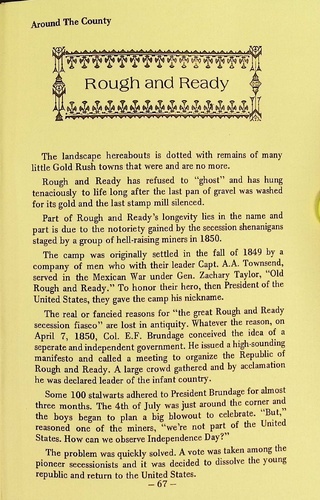 Around The County
Rough and Ready
The landscape hereabouts is dotted with remains of many
little Gold Rush towns that were and are no more.
Rough and Ready has refused to "ghost" and has hung
tenaciously to life long after the last pan of gravel was washed
for its gold and the last stamp mill silenced.
Part of Rough and Ready's longevity lies in the name and
part is due to the notoriety gained by the secession shenanigans
staged by a group of hell-raising miners in 1850.
The camp was originally settled in the fall of 1849 by a
company of men who with their leader Capt. A.A. Townsend,
served in the Mexican War under Gen. Zachary Taylor, "Old
Rough and Ready." To honor their hero, then President of the
United States, they gave the camp his nickname.
The real or fancied reasons for "the great Rough and Ready
secession fiasco" are lost in antiquity. Whatever the reason, on
April 7, 1850, Col. E.F. Brundage conceived the idea of a
seperate and independent government. He issued a high-sounding
manifesto and called a meeting to organize the Republic of
Rough and Ready. A large crowd gathered and by acclamation
he was declared leader of the infant country.
Some 100 stalwarts adhered to President Brundage for almost
three months. The 4th of July was just around the corner and
the boys began to plan a big blowout to celebrate. "But,"
reasoned one of the miners, "we're not part of the United
States. How can we observe Independence Day?"
The problem was quickly solved. A vote was taken among the
pioneer secessionists and it was decided to dissolve the young
republic and return to the United States.
– 67 –